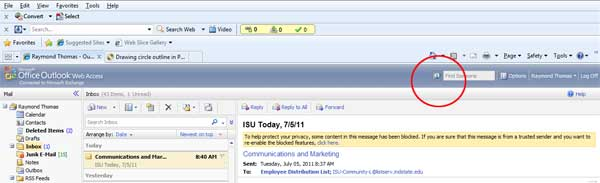 File Edit View Favorites Tools Help
Convert Select
Search... Search Web Video 0 0 0
Favorites Suggested Sites Web Slice Gallery
Raymond Thomas - Outlook ... Drawing circle outline in P... Page Safety Tools
Microsoft
Office Outlook Web Access
Connected to Microsoft Exchange
Find Someone Options Raymond Thomas Log Off
Mail Inbox (43 Items, 1 Unread) Help
Raymond Thomas
Calendar
Contacts
Deleted Items (2)
Drafts
Inbox (1)
Junk E-Mail [15]
Notes
Outbox
RSS Feeds
New
Arrange by: Date Newest on top
Today
Communications and Mar... 8:40 AM
ISU Today, 7/5/11
Yesterday
Reply Reply to All Forward
ISU Today, 7/5/11
To help protect your privacy, some content in this message has been blocked. If you are sure that this message is from a trusted sender and you want to
re-enable the blocked features, click here.
Communications and Marketing
Sent: Tuesday, July 05, 2011 8:37 AM
To: Employee Distribution List; ISU-Community-L@listserv.indstate.edu